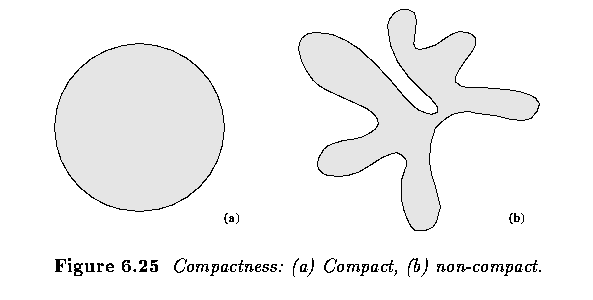 (a)
(b)
Figure 6.25 Compactness: (a) Compact, (b) non-compact.